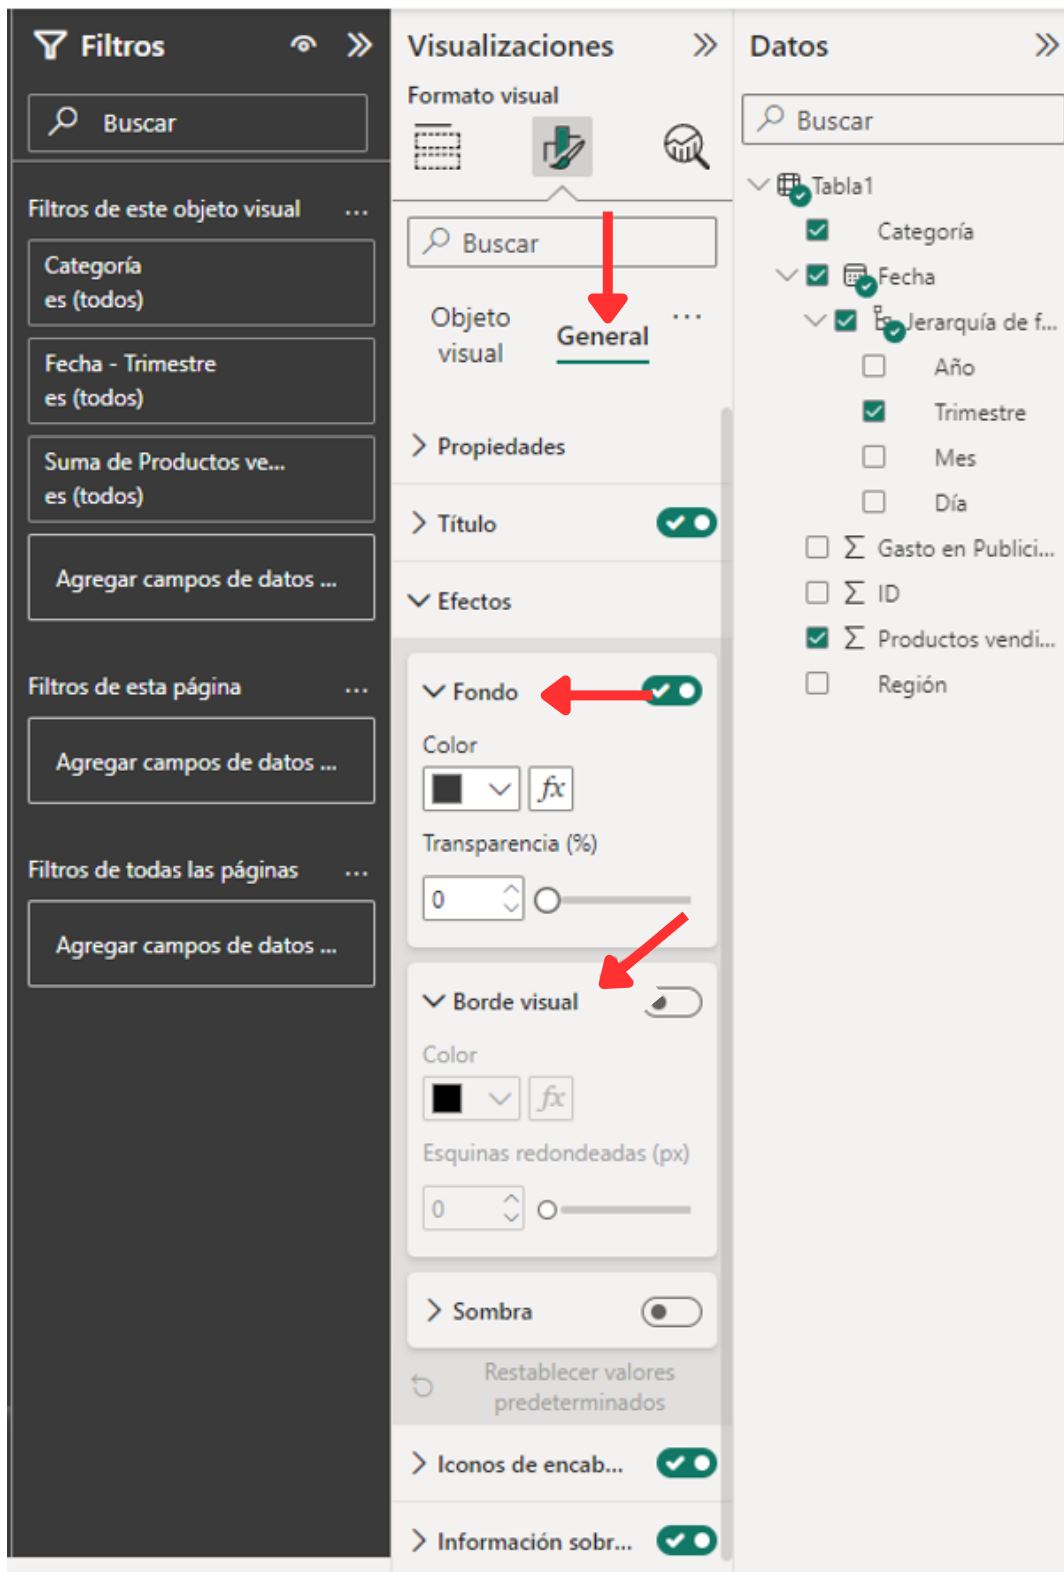 Filtros
Buscar
Filtros de este objeto visual ...
Categoría
es (todos)
Fecha - Trimestre
es (todos)
Suma de Productos ve...
es (todos)
Agregar campos de datos ...
Filtros de esta página ...
Agregar campos de datos ...
Filtros de todas las páginas ...
Agregar campos de datos ...
Visualizaciones
Formato visual
Buscar
Objeto
visual
General
...
Propiedades
Título
Efectos
Fondo
Color
fx
Transparencia (%)
0
Borde visual
Color
fx
Esquinas redondeadas (px)
0
Sombra
Restablecer valores
predeterminados
Iconos de encab...
Información sobr...
Datos
Buscar
Tabla1
Categoría
Fecha
Jerarquía de f...
Año
Trimestre
Mes
Día
Σ Gasto en Publici...
Σ ID
Σ Productos vendi...
Región